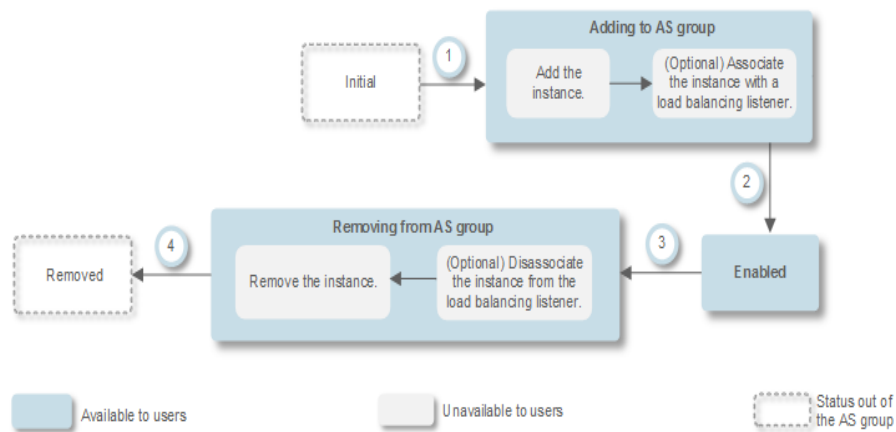 Adding to AS group
1
Initial
Add the
instance.
(Optional) Associate
the instance with a
load balancing listener.
2
Removing from AS group
4
3
Removed
Remove the instance.
(Optional) Disassociate
the instance from the
load balancing listener.
Enabled
Available to users
Unavailable to users
Status out of
the AS group